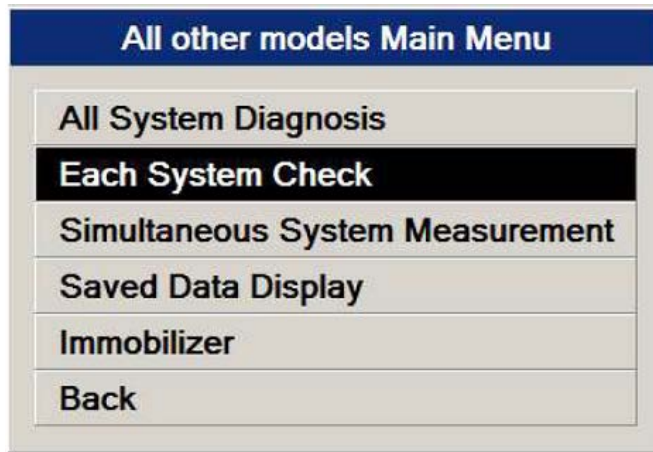 All other models Main Menu
All System Diagnosis
Each System Check
Simultaneous System Measurement
Saved Data Display
Immobilizer
Back